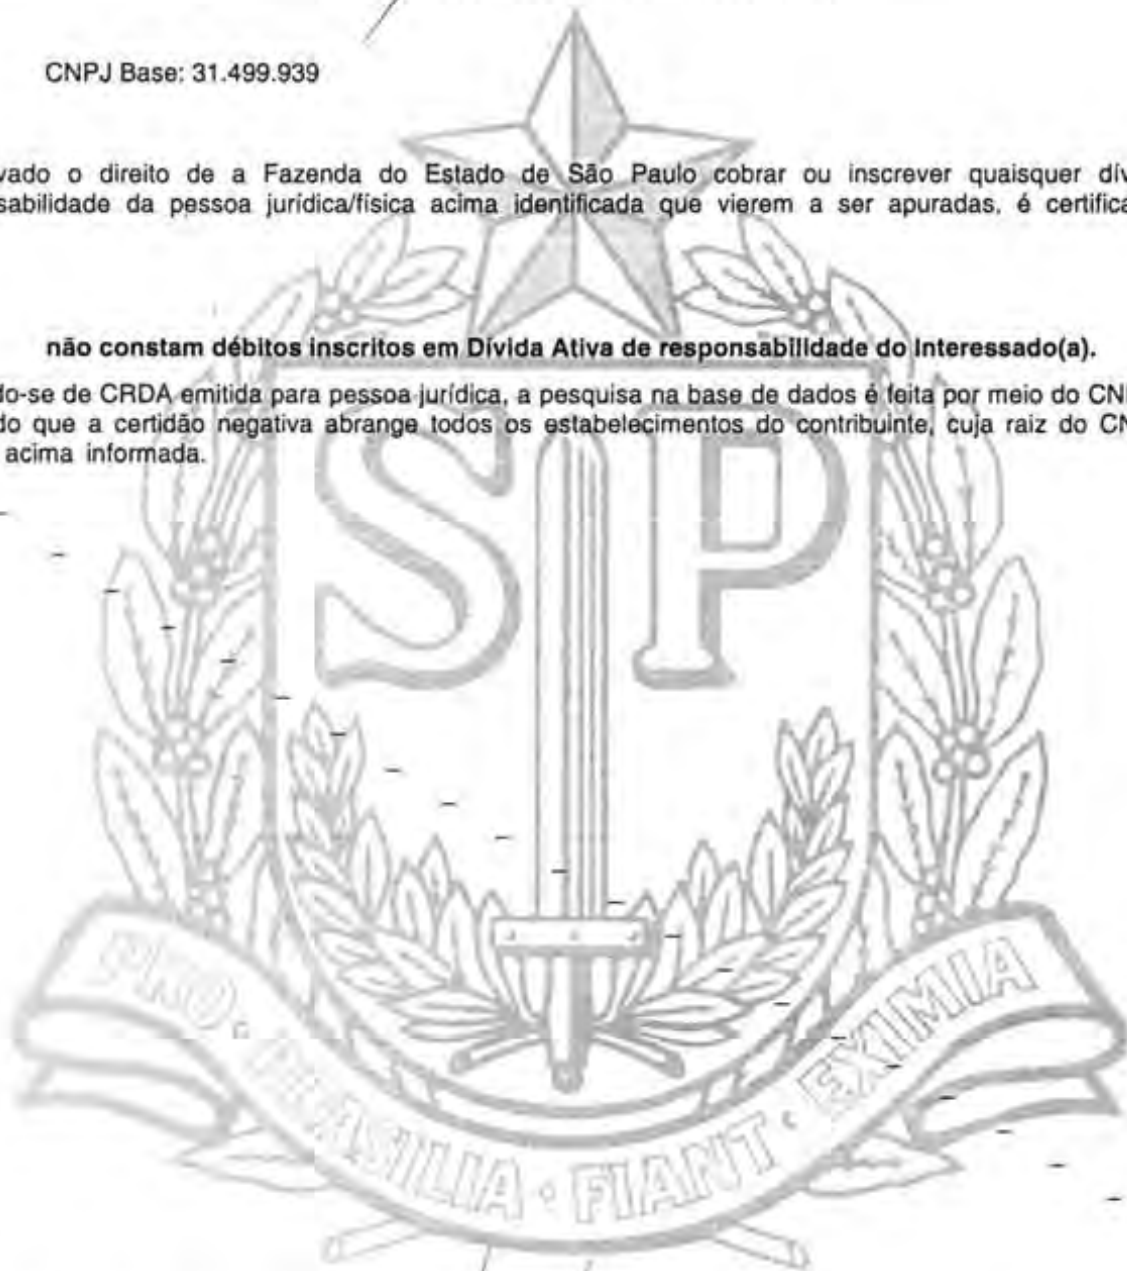 CNPJ Base: 31.499.939
vado o direito de a Fazenda do Estado de São Paulo cobrar ou inscrever quaisquer dív
sabilidade da pessoa jurídica/física acima identificada que vierem a ser apuradas, é certifica
não constam débitos inscritos em Dívida Ativa de responsabilidade do Interessado(a).
do-se de CRDA emitida para pessoa jurídica, a pesquisa na base de dados é feita por meio do CN
do que a certidão negativa abrange todos os estabelecimentos do contribuinte, cuja raiz do CN
acima informada.
SP
PRO · BRASILIA · FIANT · EXIMIA